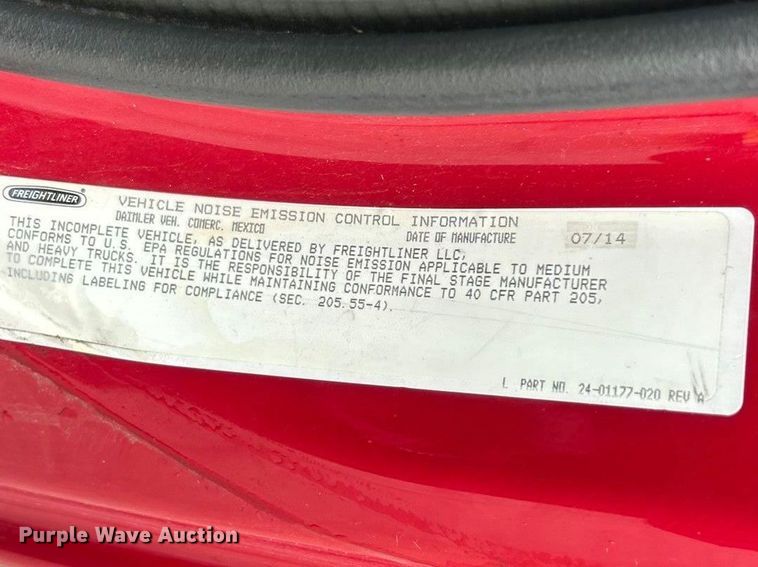 FREIGHTLINER
VEHICLE NOISE EMISSION CONTROL INFORMATION
DAIMLER VEH. COMERC. MEXICO DATE OF MANUFACTURE 07/14
THIS INCOMPLETE VEHICLE, AS DELIVERED BY FREIGHTLINER LLC,
CONFORMS TO U.S. EPA REGULATIONS FOR NOISE EMISSION APPLICABLE TO MEDIUM
AND HEAVY TRUCKS. IT IS THE RESPONSIBILITY OF THE FINAL STAGE MANUFACTURER
TO COMPLETE THIS VEHICLE WHILE MAINTAINING CONFORMANCE TO 40 CFR PART 205,
INCLUDING LABELING FOR COMPLIANCE (SEC. 205.55-4).
PART NO. 24-01177-020 REV A
Purple Wave Auction®